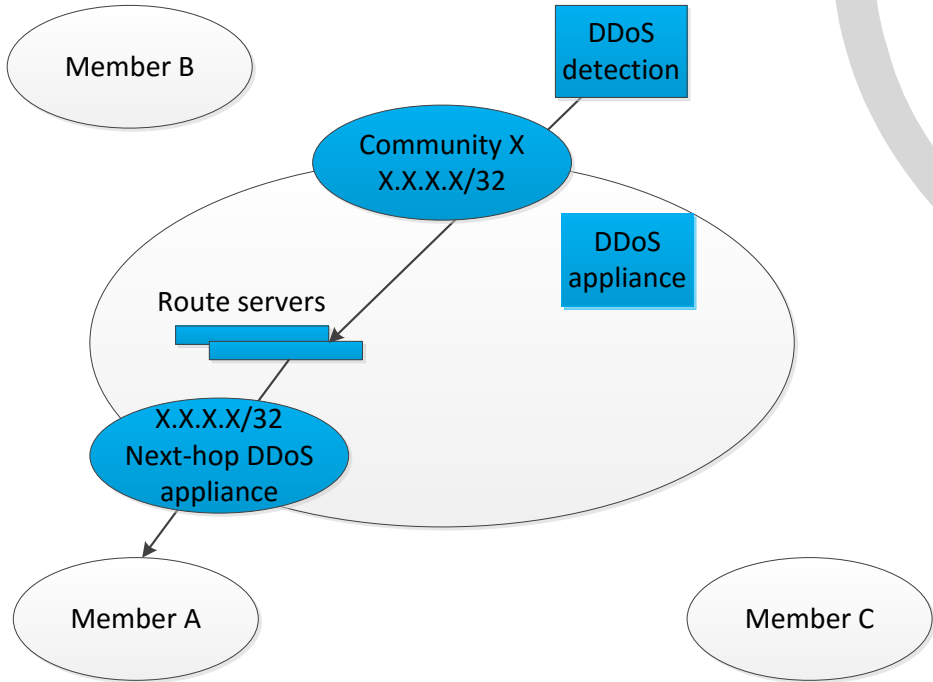 Member B
DDoS
detection
Community X
X.X.X.X/32
DDoS
appliance
Route servers
X.X.X.X/32
Next-hop DDoS
appliance
Member A
Member C